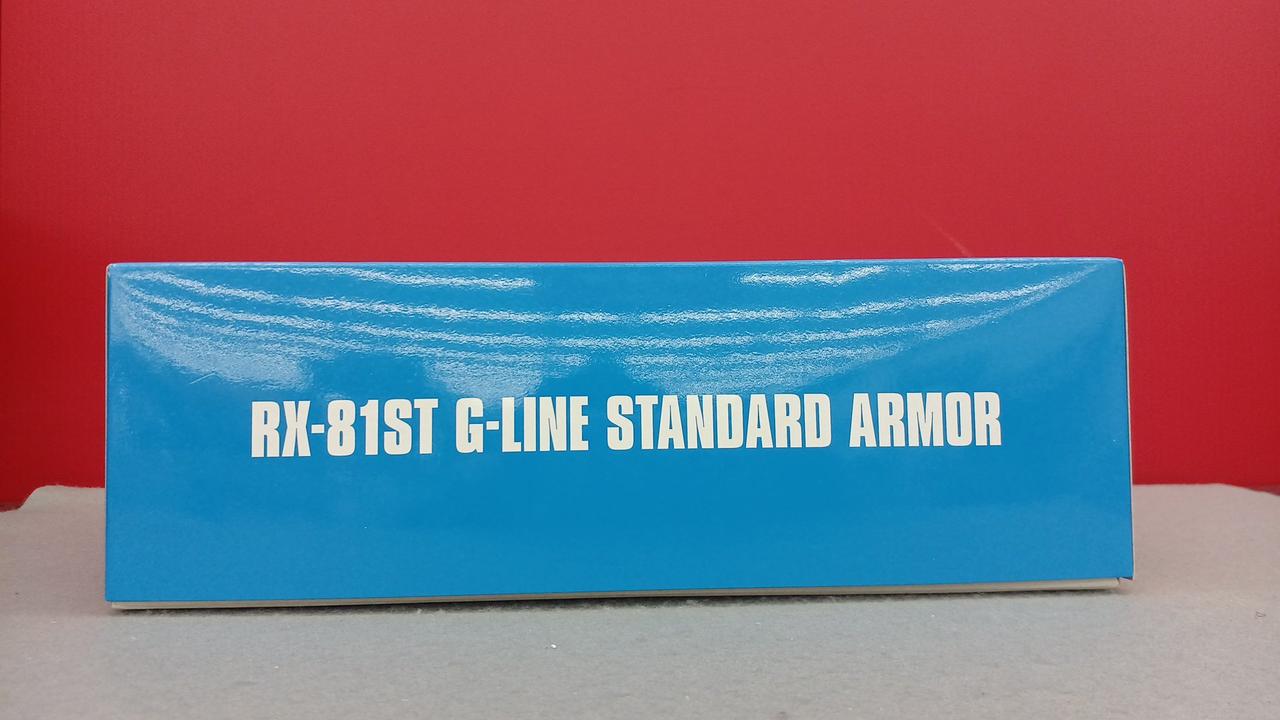 RX-81ST G-LINE STANDARD ARMOR